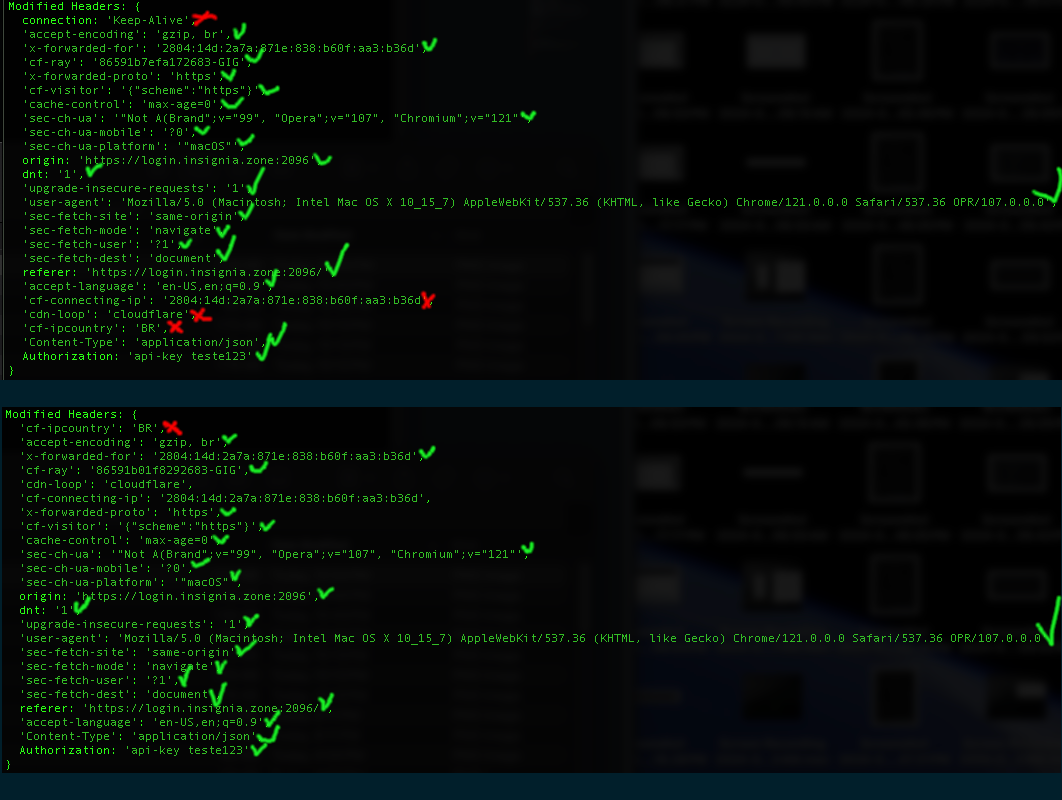 Modified Headers: {
connection: 'Keep-Alive',
'accept-encoding': 'gzip, br',
'x-forwarded-for': '2804:14d:2a7a:871e:838:b60f:aa3:b36d',
'cf-ray': '86591b7efa172683-GIG',
'x-forwarded-proto': 'https',
'cf-visitor': '{"scheme":"https"}',
'cache-control': 'max-age=0',
'sec-ch-ua': '"Not A(Brand";v="99", "Opera";v="107", "Chromium";v="121"',
'sec-ch-ua-mobile': '?0',
'sec-ch-ua-platform': '"macOS"',
origin: 'https://login.insignia.zone:2096',
dnt: '1',
'upgrade-insecure-requests': '1',
'user-agent': 'Mozilla/5.0 (Macintosh; Intel Mac OS X 10_15_7) AppleWebKit/537.36 (KHTML, like Gecko) Chrome/121.0.0.0 Safari/537.36 OPR/107.0.0.0',
'sec-fetch-site': 'same-origin',
'sec-fetch-mode': 'navigate',
'sec-fetch-user': '?1',
'sec-fetch-dest': 'document',
referer: 'https://login.insignia.zone:2096/',
'accept-language': 'en-US,en;q=0.9',
'cf-connecting-ip': '2804:14d:2a7a:871e:838:b60f:aa3:b36d',
'cdn-loop': 'cloudflare',
'cf-ipcountry': 'BR',
'Content-Type': 'application/json',
Authorization: 'api-key teste123'
}
Modified Headers: {
'cf-ipcountry': 'BR',
'accept-encoding': 'gzip, br',
'x-forwarded-for': '2804:14d:2a7a:871e:838:b60f:aa3:b36d',
'cf-ray': '86591b01f8292683-GIG',
'cdn-loop': 'cloudflare',
'cf-connecting-ip': '2804:14d:2a7a:871e:838:b60f:aa3:b36d',
'x-forwarded-proto': 'https',
'cf-visitor': '{"scheme":"https"}',
'cache-control': 'max-age=0',
'sec-ch-ua': '"Not A(Brand";v="99", "Opera";v="107", "Chromium";v="121"',
'sec-ch-ua-mobile': '?0',
'sec-ch-ua-platform': '"macOS"',
origin: 'https://login.insignia.zone:2096',
dnt: '1',
'upgrade-insecure-requests': '1',
'user-agent': 'Mozilla/5.0 (Macintosh; Intel Mac OS X 10_15_7) AppleWebKit/537.36 (KHTML, like Gecko) Chrome/121.0.0.0 Safari/537.36 OPR/107.0.0.0',
'sec-fetch-site': 'same-origin',
'sec-fetch-mode': 'navigate',
'sec-fetch-user': '?1',
'sec-fetch-dest': 'document',
referer: 'https://login.insignia.zone:2096/',
'accept-language': 'en-US,en;q=0.9',
'Content-Type': 'application/json',
Authorization: 'api-key teste123'
}